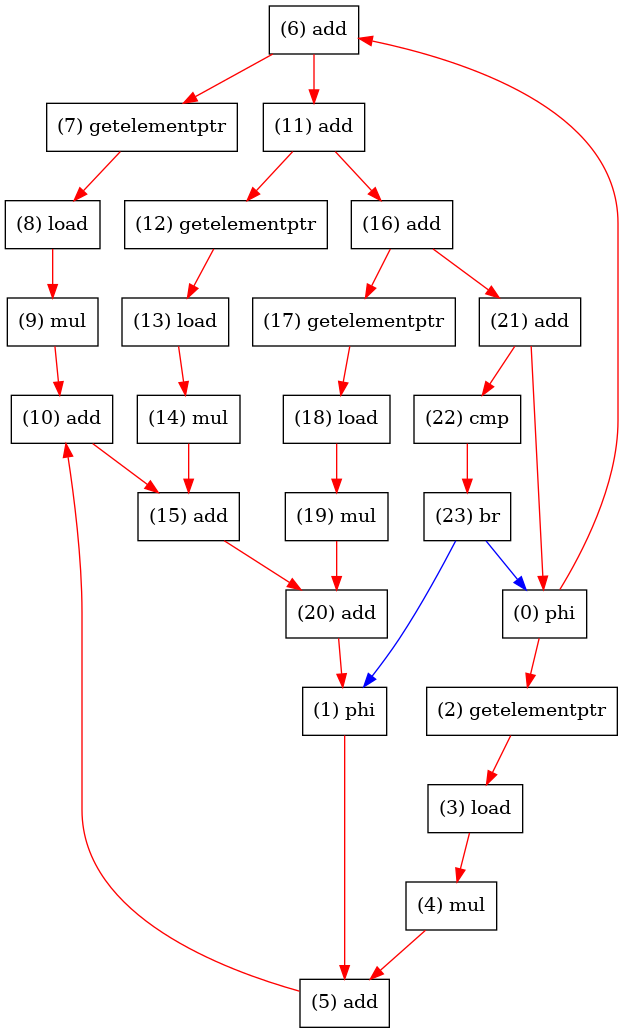 (6) add
(7) getelementptr
(11) add
(8) load
(12) getelementptr
(16) add
(9) mul
(13) load
(17) getelementptr
(21) add
(10) add
(14) mul
(18) load
(22) cmp
(15) add
(19) mul
(23) br
(20) add
(0) phi
(1) phi
(2) getelementptr
(3) load
(4) mul
(5) add